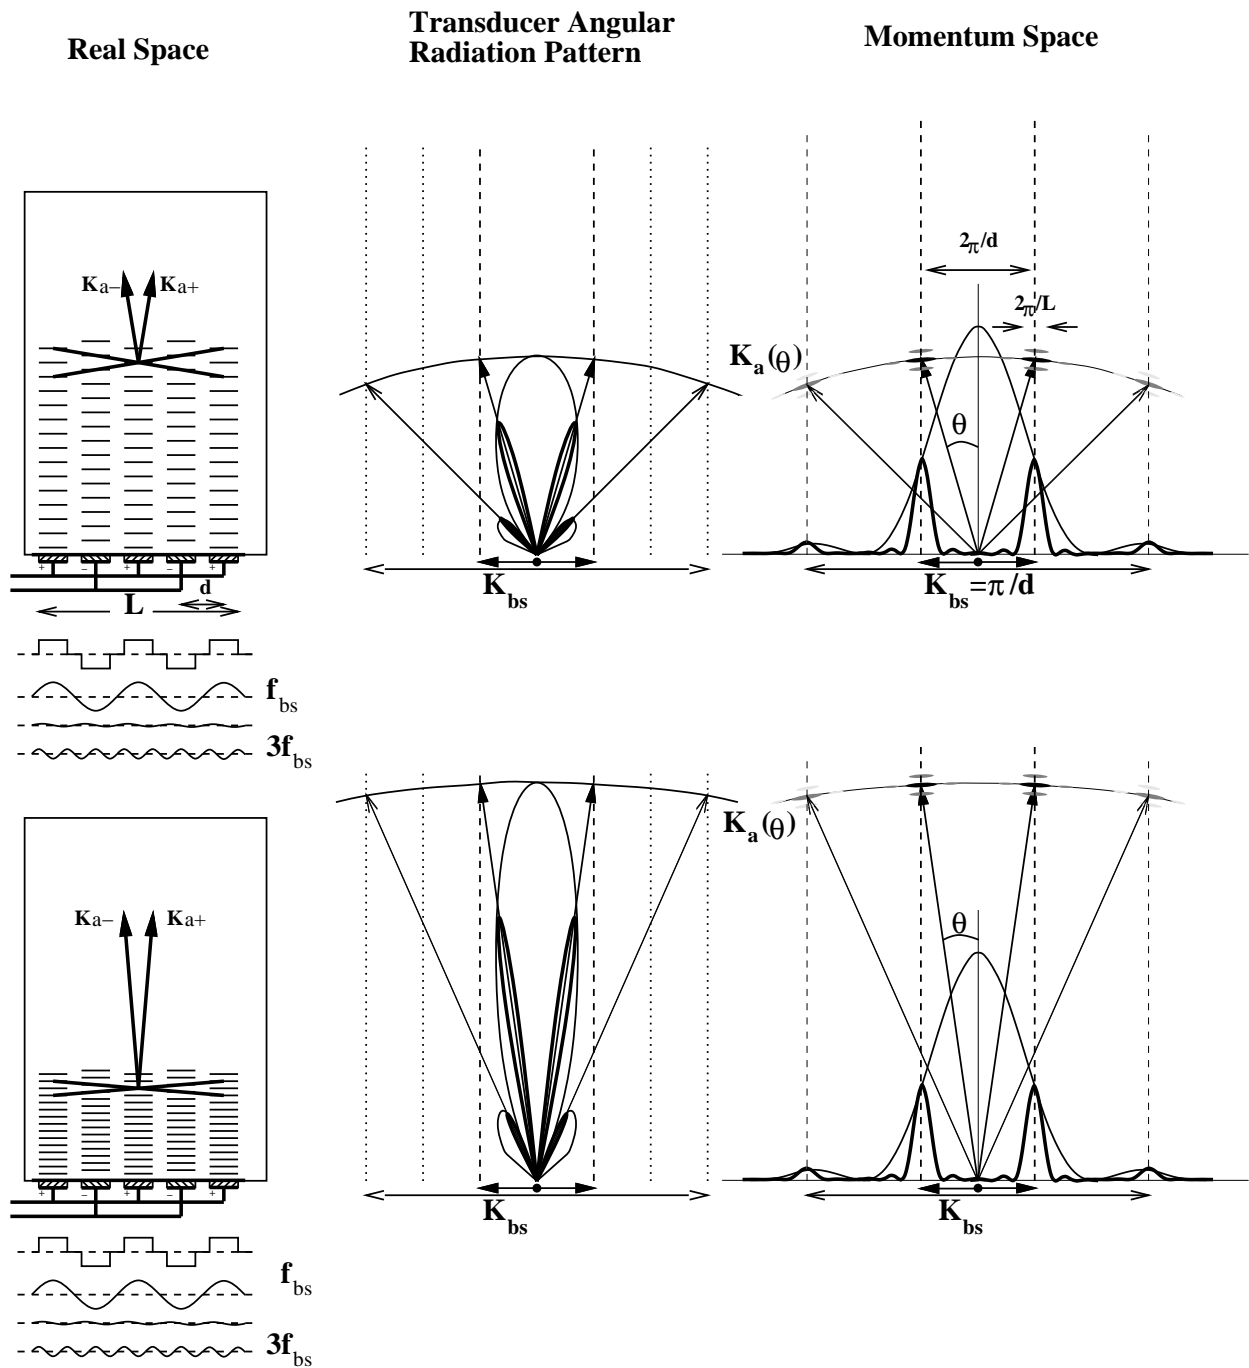 Real Space
Transducer Angular
Radiation Pattern
Momentum Space
2π/d
Ka− Ka+
2π/L
Ka(θ)
θ
+ − + − +
d
L
Kbs
Kbs=π/d
fbs
3fbs
Ka(θ)
Ka− Ka+
θ
+ − + − +
Kbs
Kbs
fbs
3fbs